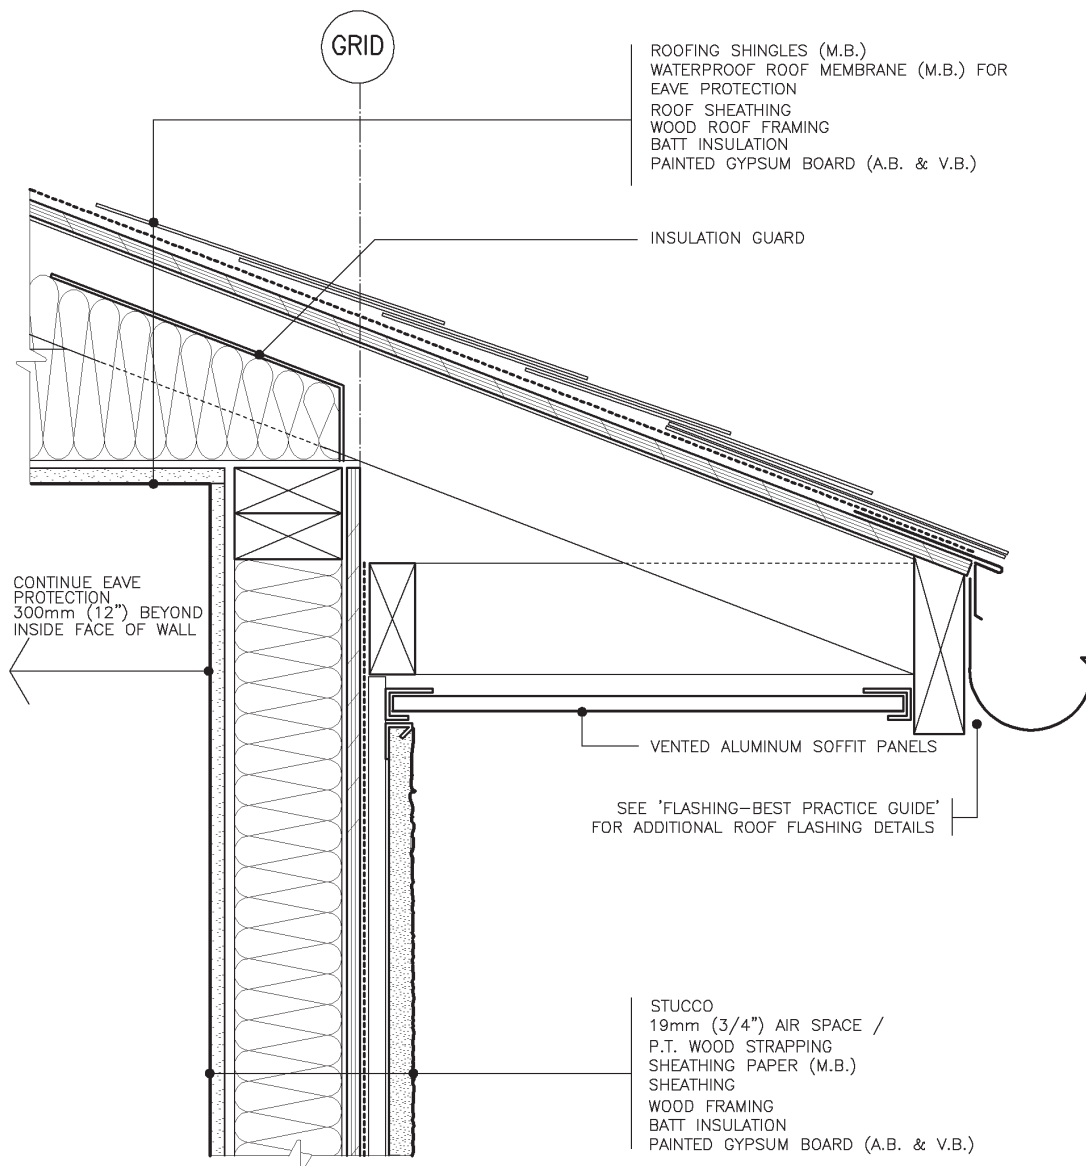 GRID
ROOFING SHINGLES (M.B.)
WATERPROOF ROOF MEMBRANE (M.B.) FOR
EAVE PROTECTION
ROOF SHEATHING
WOOD ROOF FRAMING
BATT INSULATION
PAINTED GYPSUM BOARD (A.B. & V.B.)
INSULATION GUARD
CONTINUE EAVE
PROTECTION
300mm (12") BEYOND
INSIDE FACE OF WALL
VENTED ALUMINUM SOFFIT PANELS
SEE 'FLASHING-BEST PRACTICE GUIDE'
FOR ADDITIONAL ROOF FLASHING DETAILS
STUCCO
19mm (3/4") AIR SPACE /
P.T. WOOD STRAPPING
SHEATHING PAPER (M.B.)
SHEATHING
WOOD FRAMING
BATT INSULATION
PAINTED GYPSUM BOARD (A.B. & V.B.)